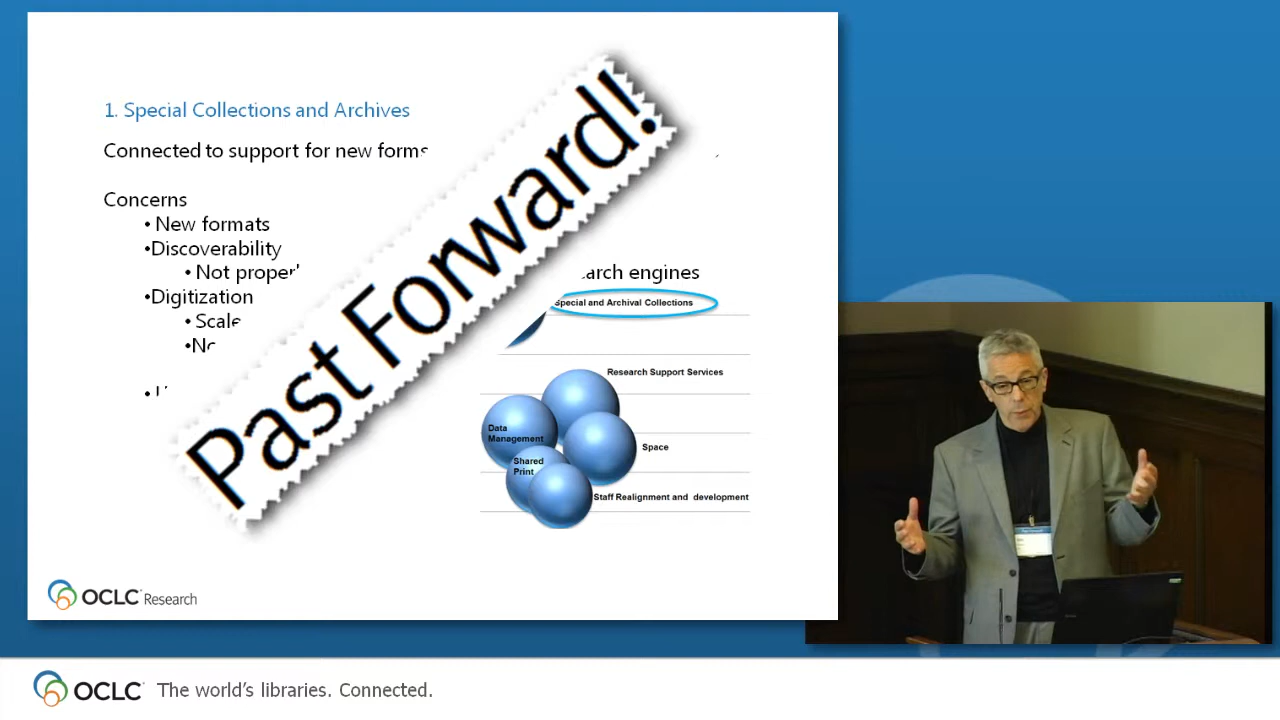 1. Special Collections and Archives
Connected to support for new forms
Concerns
• New formats
•Discoverability
• Not
engines
•Digitization
• Scale
Past Forward!
Special and Archival Collections
Research Support Services
Data
Management
Shared
Print
Space
Staff Realignment and development
OCLC Research
OCLC The world's libraries. Connected.